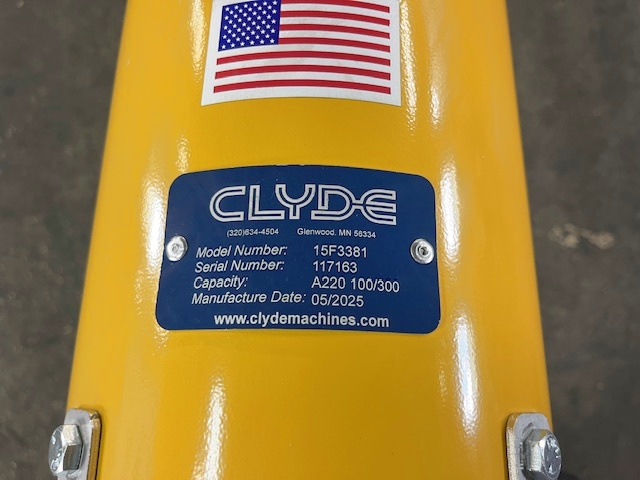 CLYDE
(320)634-4504 Glenwood, MN 56334
Model Number: 15F3381
Serial Number: 117163
Capacity: A220 100/300
Manufacture Date: 05/2025
www.clydemachines.com